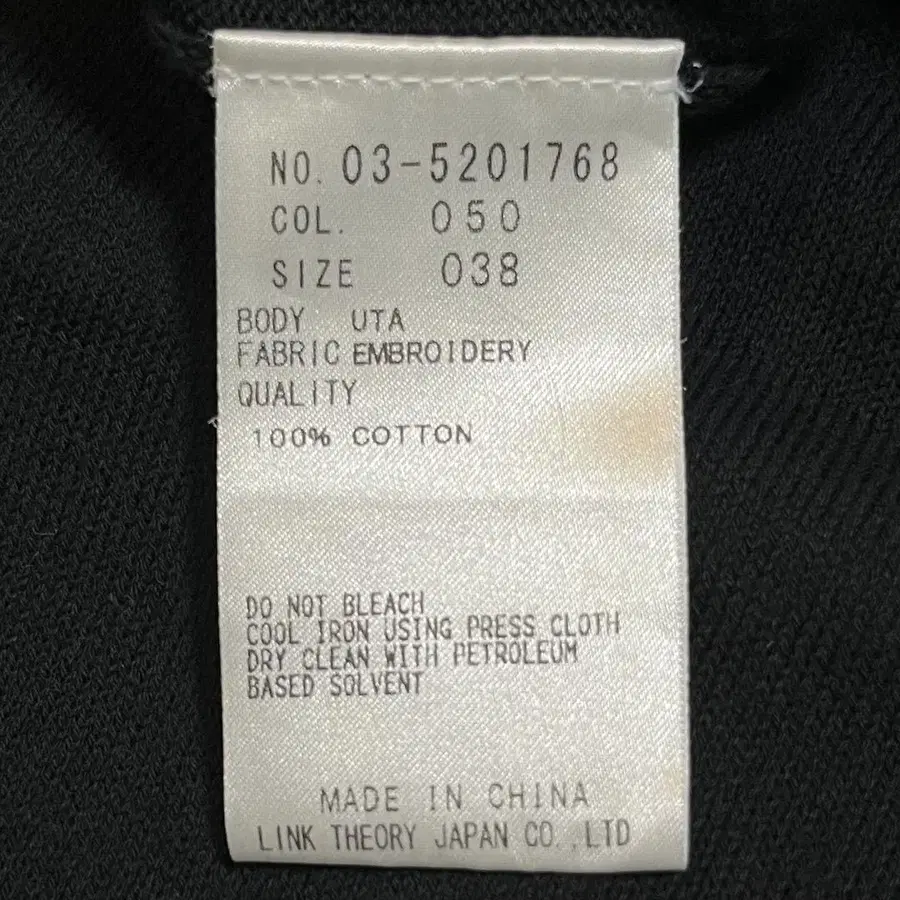 NO. 03-5201768
COL. 050
SIZE 038
BODY UTA
FABRIC EMBROIDERY
QUALITY
100% COTTON
DO NOT BLEACH
COOL IRON USING PRESS CLOTH
DRY CLEAN WITH PETROLEUM
BASED SOLVENT
MADE IN CHINA
LINK THEORY JAPAN CO.,LTD